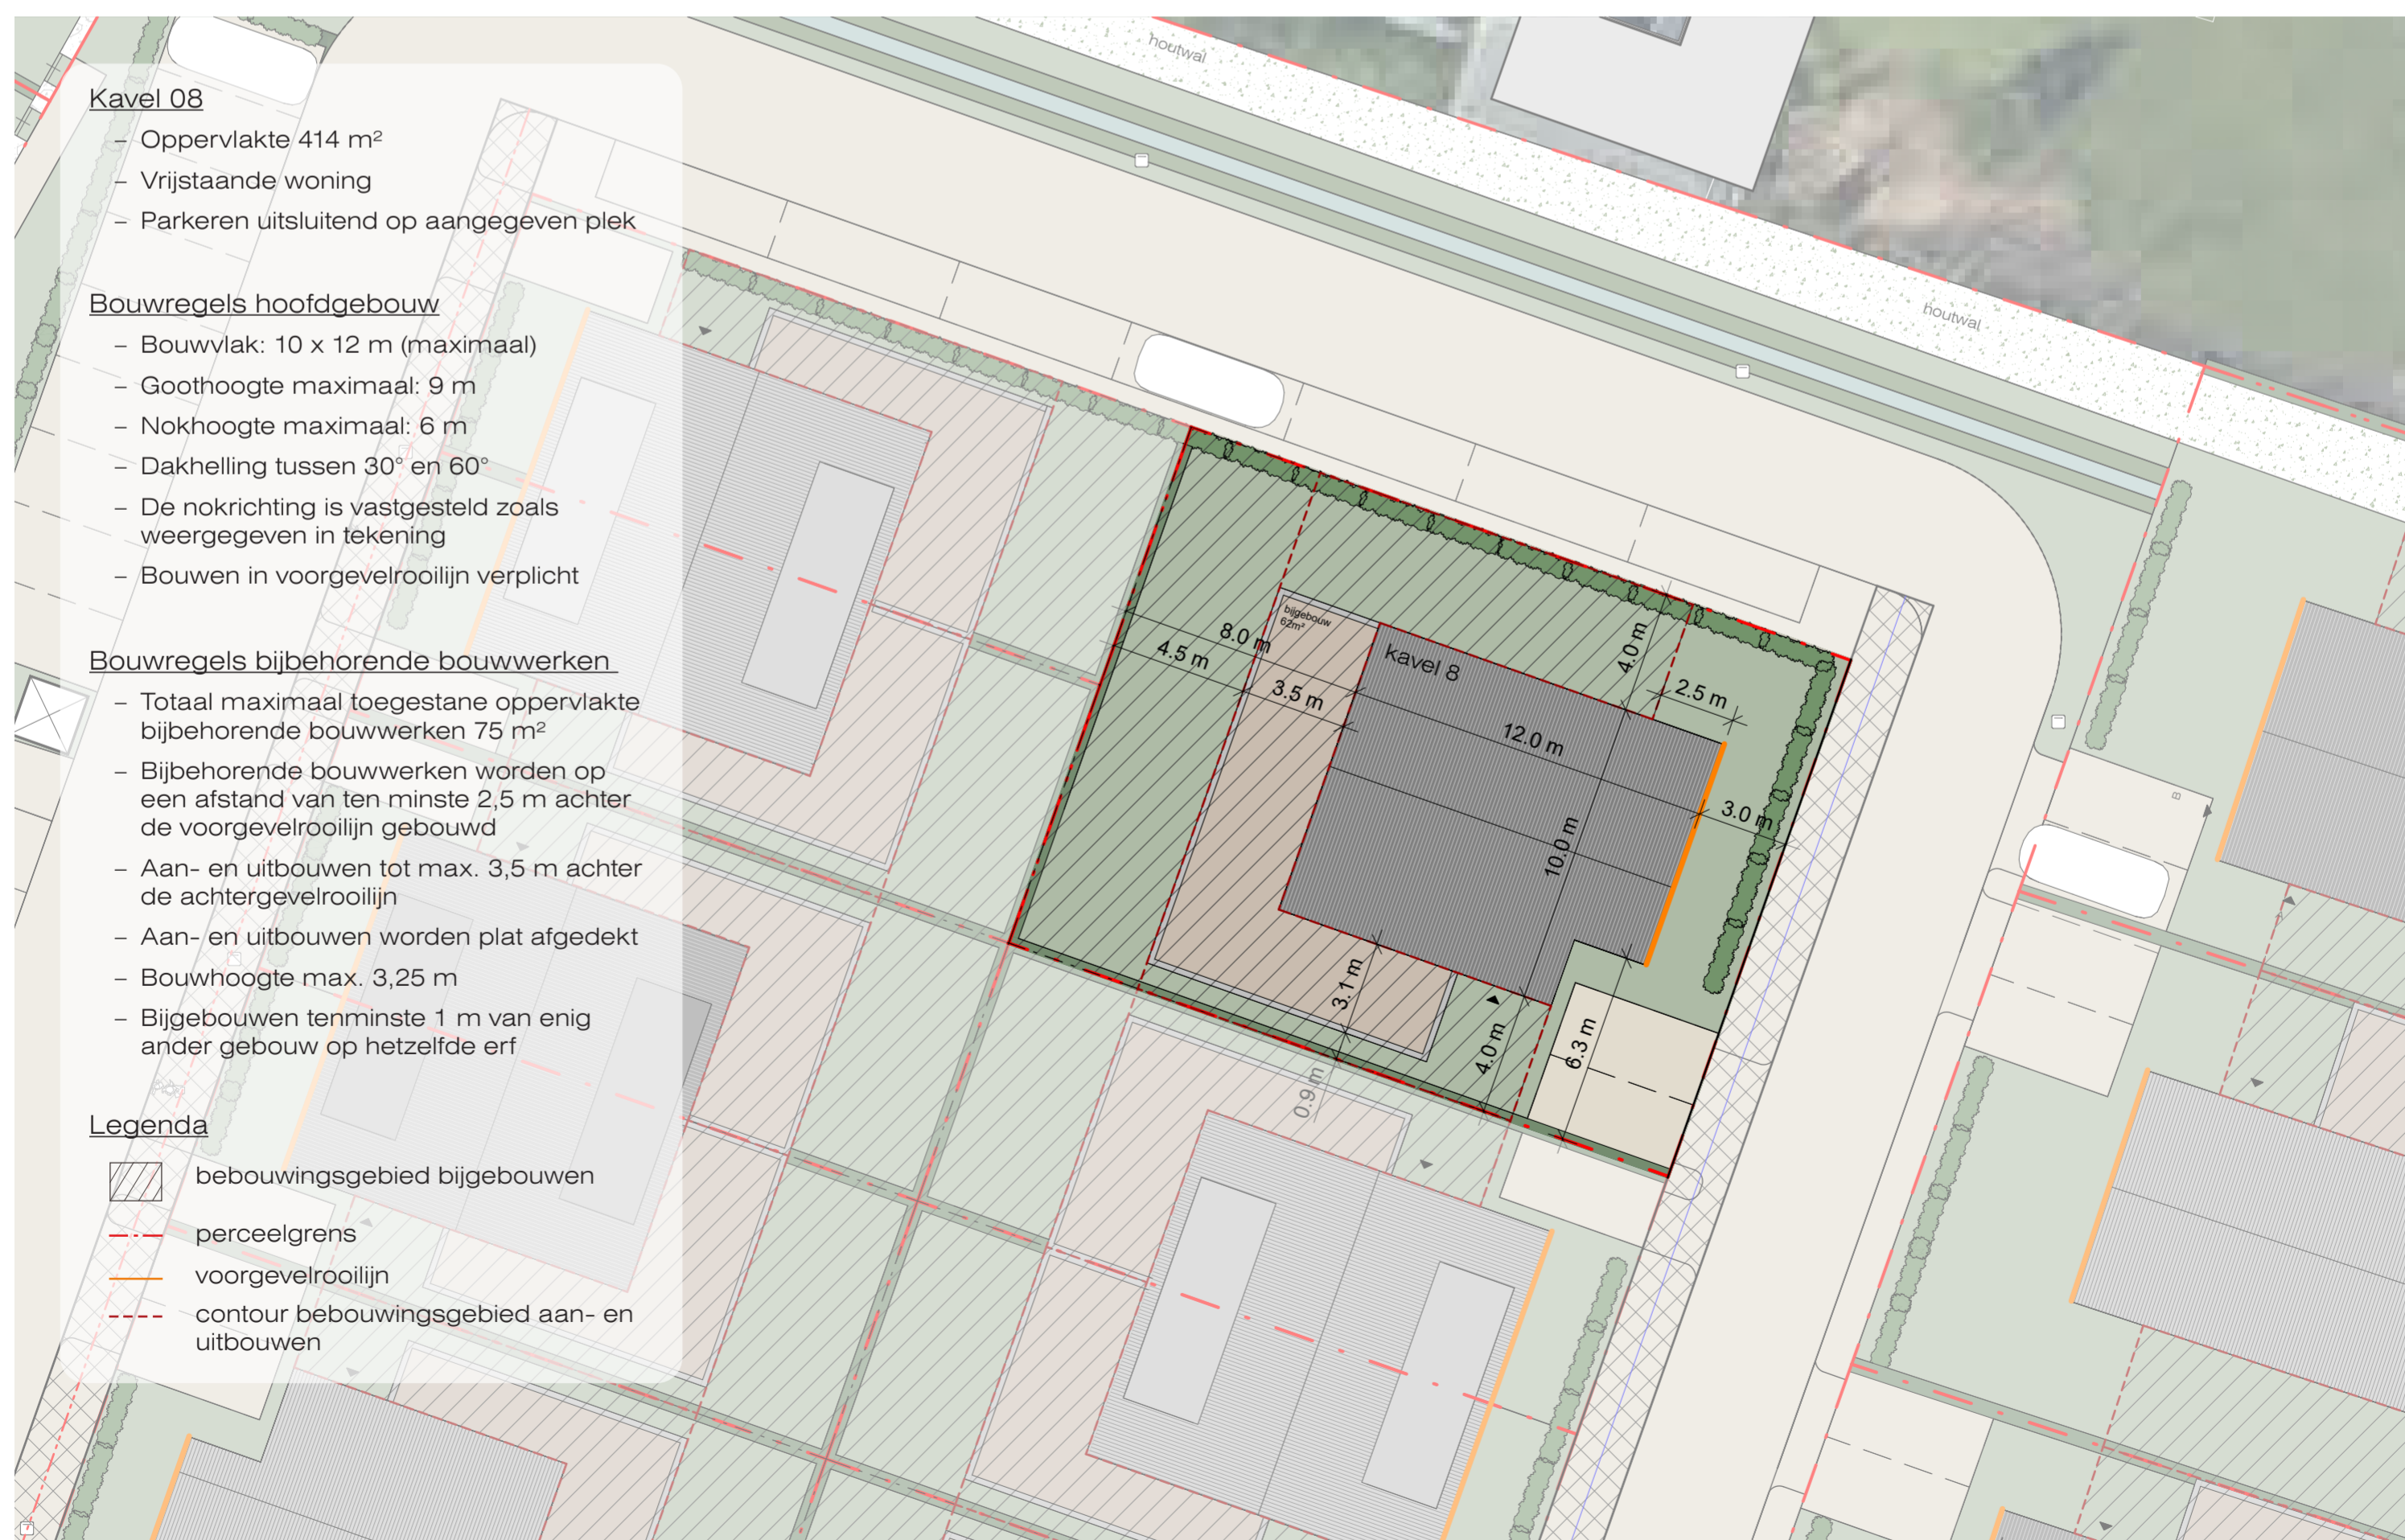 Kavel 08
– Oppervlakte 414 m²
– Vrijstaande woning
– Parkeren uitsluitend op aangegeven plek
Bouwregels hoofdgebouw
– Bouwvlak: 10 x 12 m (maximaal)
– Goothoogte maximaal: 9 m
– Nokhoogte maximaal: 6 m
– Dakhelling tussen 30° en 60°
– De nokrichting is vastgesteld zoals
weergegeven in tekening
– Bouwen in voorgevelrooilijn verplicht
Bouwregels bijbehorende bouwwerken
– Totaal maximaal toegestane oppervlakte
bijbehorende bouwwerken 75 m²
– Bijbehorende bouwwerken worden op
een afstand van ten minste 2,5 m achter
de voorgevelrooilijn gebouwd
– Aan- en uitbouwen tot max. 3,5 m achter
de achtergevelrooilijn
– Aan- en uitbouwen worden plat afgedekt
– Bouwhoogte max. 3,25 m
– Bijgebouwen tenminste 1 m van enig
ander gebouw op hetzelfde erf
Legenda
bebouwingsgebied bijgebouwen
perceelgrens
voorgevelrooilijn
contour bebouwingsgebied aan- en
uitbouwen
houtwal
houtwal
bijgebouw
62m²
8.0 m
4.5 m
3.5 m
kavel 8
4.0 m
2.5 m
12.0 m
3.0 m
10.0 m
3.1 m
4.0 m
6.3 m
0.9 m
B